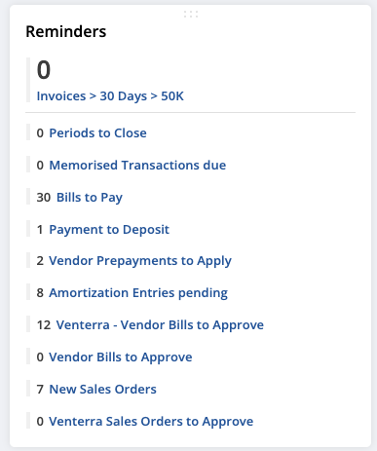 Reminders
0
Invoices > 30 Days > 50K
0 Periods to Close
0 Memorised Transactions due
30 Bills to Pay
1 Payment to Deposit
2 Vendor Prepayments to Apply
8 Amortization Entries pending
12 Venterra - Vendor Bills to Approve
0 Vendor Bills to Approve
7 New Sales Orders
0 Venterra Sales Orders to Approve